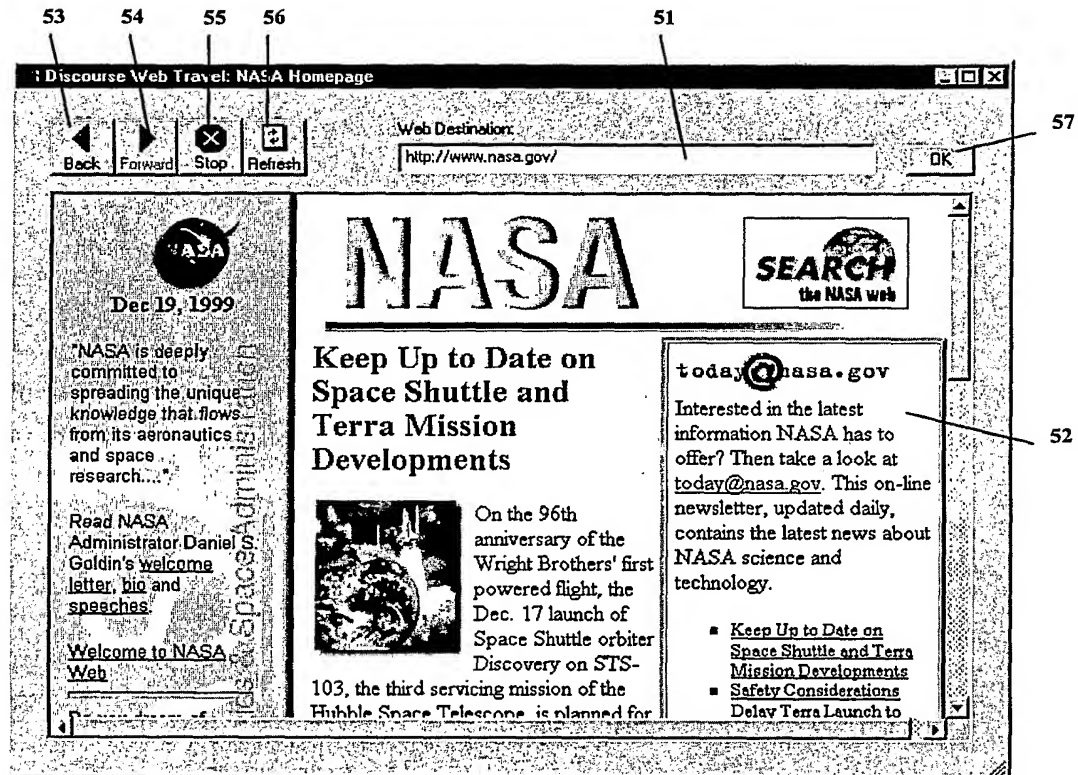 53 54 55 56 51
Discourse Web Travel: NASA Homepage
57
Back Forward Stop Refresh
Web Destination:
http://www.nasa.gov/
OK
NASA
Dec 19, 1999
"NASA is deeply
committed to
spreading the unique
knowledge that flows
from its aeronautics
and space
research...."
Read NASA
Administrator Daniel S.
Goldin's welcome
letter, bio and
speeches.
Welcome to NASA
Web
SpaceAdministration
NASA
SEARCH
the NASA web
Keep Up to Date on
Space Shuttle and
Terra Mission
Developments
On the 96th
anniversary of the
Wright Brothers' first
powered flight, the
Dec. 17 launch of
Space Shuttle orbiter
Discovery on STS-
103, the third servicing mission of the
Hubble Space Telescope, is planned for
today@nasa.gov
Interested in the latest
information NASA has to
offer? Then take a look at
today@nasa.gov. This on-line
newsletter, updated daily,
contains the latest news about
NASA science and
technology.
52
▪ Keep Up to Date on
Space Shuttle and Terra
Mission Developments
▪ Safety Considerations
Delay Terra Launch to